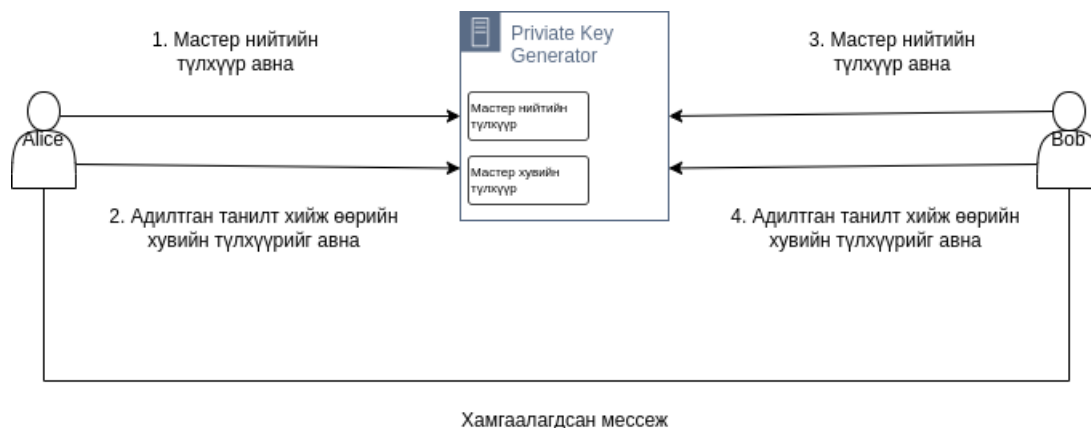 1. Мастер нийтийн
түлхүүр авна
Priviate Key
Generator
3. Мастер нийтийн
түлхүүр авна
Мастер нийтийн
түлхүүр
Alice
Bob
Мастер хувийн
түлхүүр
2. Адилтган танилт хийж өөрийн
хувийн түлхүүрийг авна
4. Адилтган танилт хийж өөрийн
хувийн түлхүүрийг авна
Хамгаалагдсан мессеж